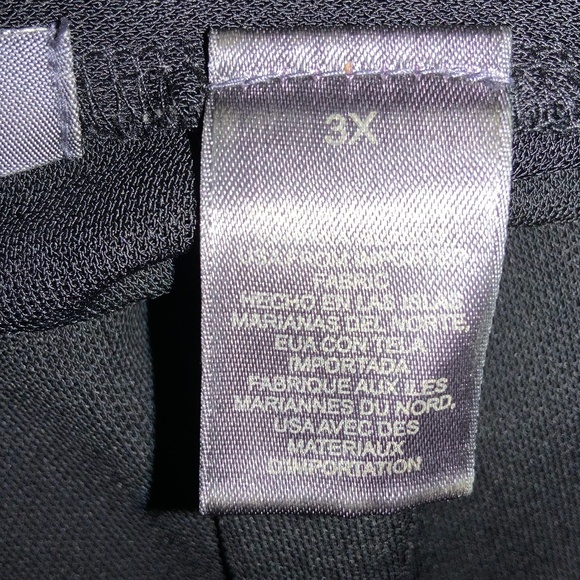 3X
FABRIC
HECHO EN LAS ISLAS
MARIANAS DEL NORTE.
EUA CON TELA
IMPORTADA
FABRIQUE AUX ILES
MARIANNES DU NORD,
USA AVEC DES
MATERIAUX
D'IMPORTATION